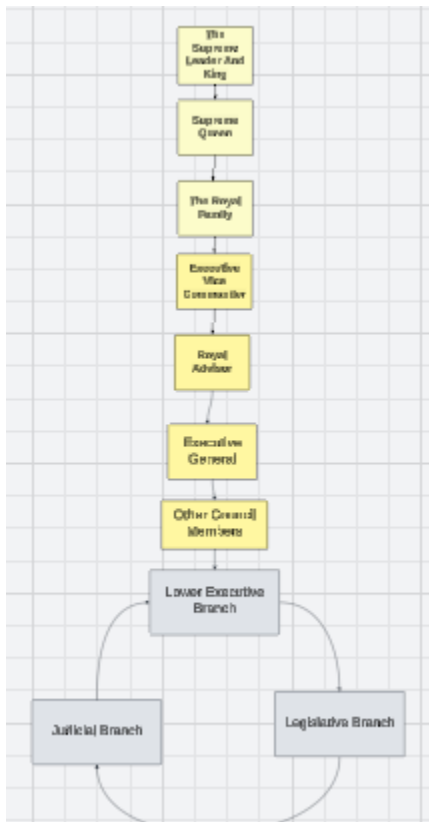 The
Supreme
Leader And
King
Supreme
Queen
The Royal
Family
Executive
Vice
Commander
Royal
Advisor
Executive
General
Other Council
Members
Lower Executive
Branch
Judicial Branch
Legislative Branch